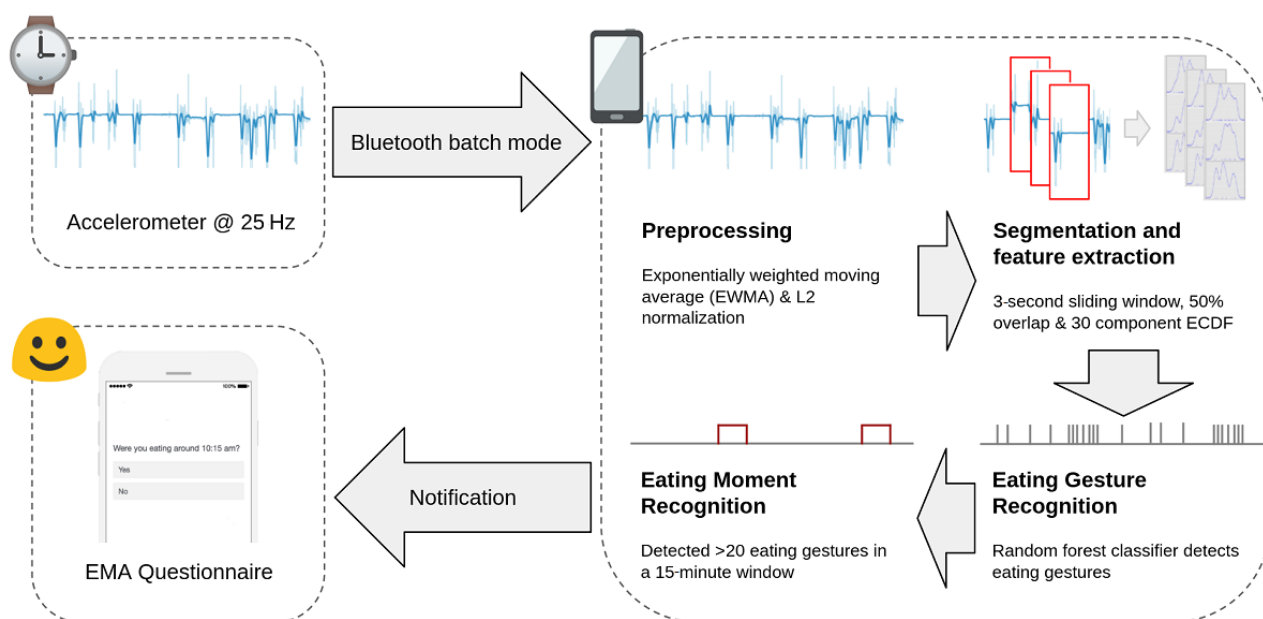 Accelerometer @ 25 Hz
Bluetooth batch mode
Preprocessing
Exponentially weighted moving
average (EWMA) & L2
normalization
Segmentation and
feature extraction
3-second sliding window, 50%
overlap & 30 component ECDF
Eating Gesture
Recognition
Random forest classifier detects
eating gestures
Eating Moment
Recognition
Detected >20 eating gestures in
a 15-minute window
Notification
100%
Were you eating around 10:15 am?
Yes
No
EMA Questionnaire